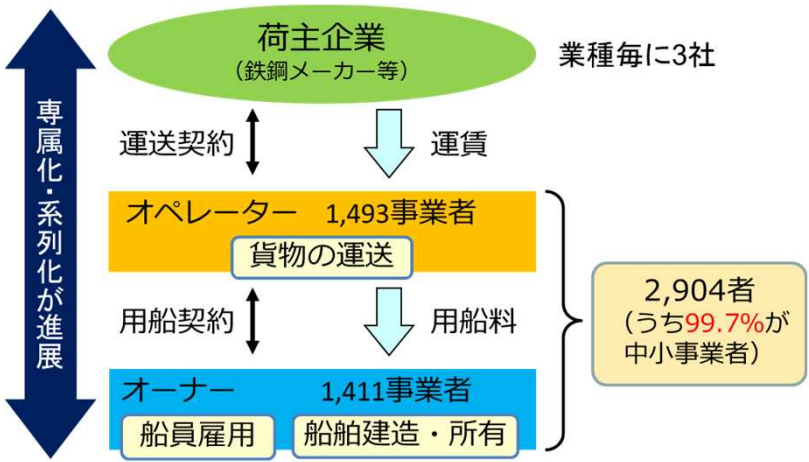 荷主企業
（鉄鋼メーカー等）
業種毎に3社
専属化・系列化が進展
運送契約
運賃
オペレーター 1,493事業者
貨物の運送
用船契約
用船料
オーナー 1,411事業者
船員雇用
船舶建造・所有
2,904者
（うち99.7%が
中小事業者）